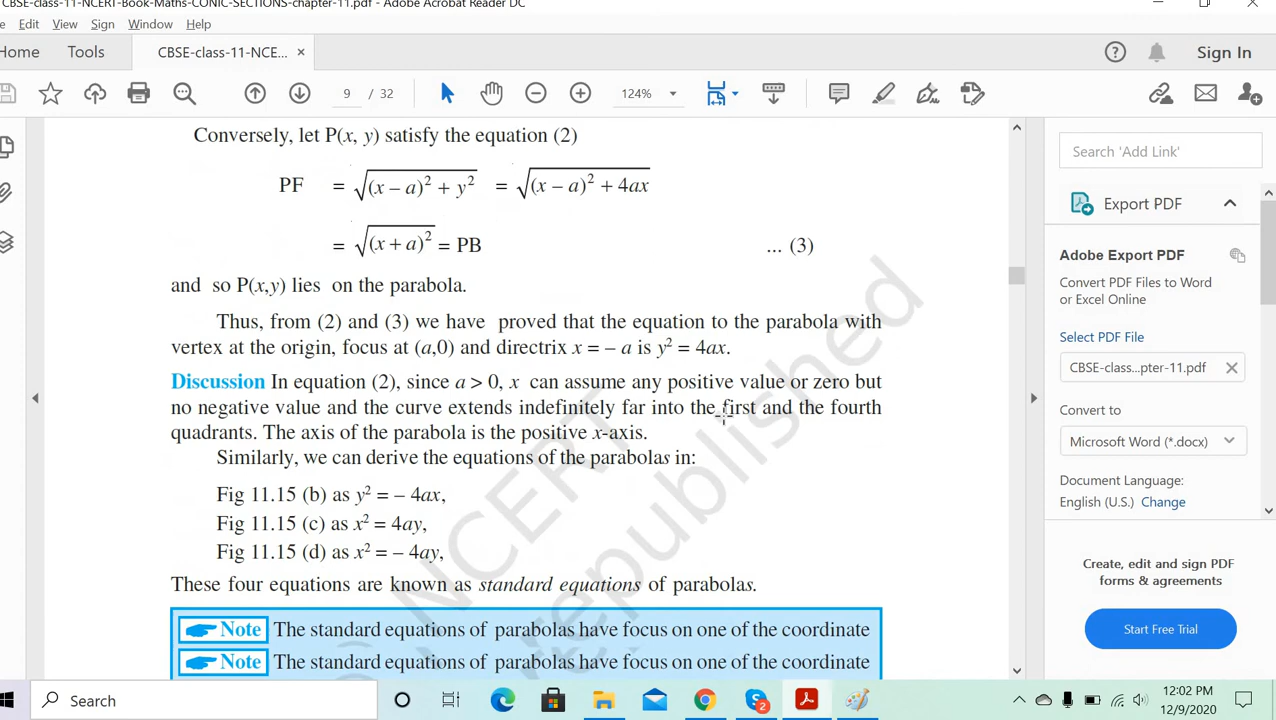 CBSE-class-11-NCERT-Book-Maths-CONIC-SECTIONS-chapter-11.pdf - Adobe Acrobat Reader DC
Edit View Sign Window Help
Home Tools CBSE-class-11-NCE... × Sign In
9 / 32 124%
Conversely, let P(x, y) satisfy the equation (2)
PF = √(x – a)² + y² = √(x – a)² + 4ax
= √(x + a)² = PB ... (3)
and so P(x,y) lies on the parabola.
Thus, from (2) and (3) we have proved that the equation to the parabola with
vertex at the origin, focus at (a,0) and directrix x = – a is y² = 4ax.
Discussion In equation (2), since a > 0, x can assume any positive value or zero but
no negative value and the curve extends indefinitely far into the first and the fourth
quadrants. The axis of the parabola is the positive x-axis.
Similarly, we can derive the equations of the parabolas in:
Fig 11.15 (b) as y² = – 4ax,
Fig 11.15 (c) as x² = 4ay,
Fig 11.15 (d) as x² = – 4ay,
These four equations are known as standard equations of parabolas.
Note The standard equations of parabolas have focus on one of the coordinate
Note The standard equations of parabolas have focus on one of the coordinate
NCERT
republished
Search 'Add Link'
Export PDF
Adobe Export PDF
Convert PDF Files to Word
or Excel Online
Select PDF File
CBSE-class...pter-11.pdf ×
Convert to
Microsoft Word (*.docx)
Document Language:
English (U.S.) Change
Create, edit and sign PDF
forms & agreements
Start Free Trial
Search
2
12:02 PM
12/9/2020